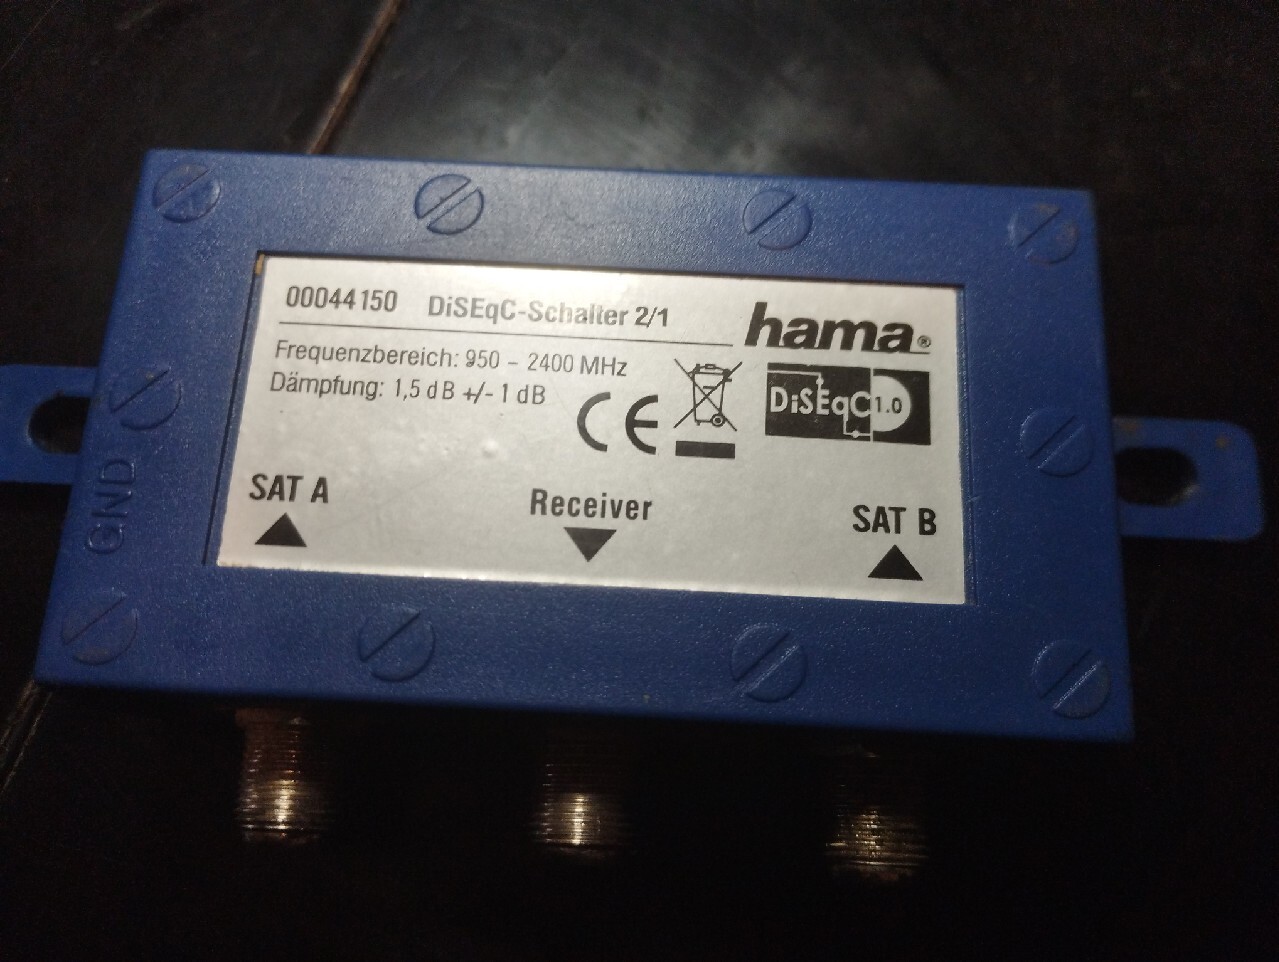 00044150 DiSEqC-Schalter 2/1
hama®
Frequenzbereich: 950 – 2400 MHz
Dämpfung: 1,5 dB +/- 1 dB
CE
DiSEqC 1.0
SAT A
Receiver
SAT B
GND